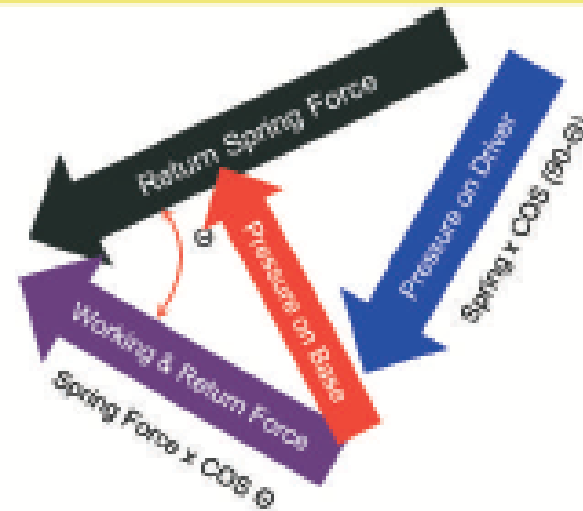 Return Spring Force
Pressure on Driver
Spring x COS (90-Θ)
Θ
Pressure on Base
Working & Return Force
Spring Force x COS Θ